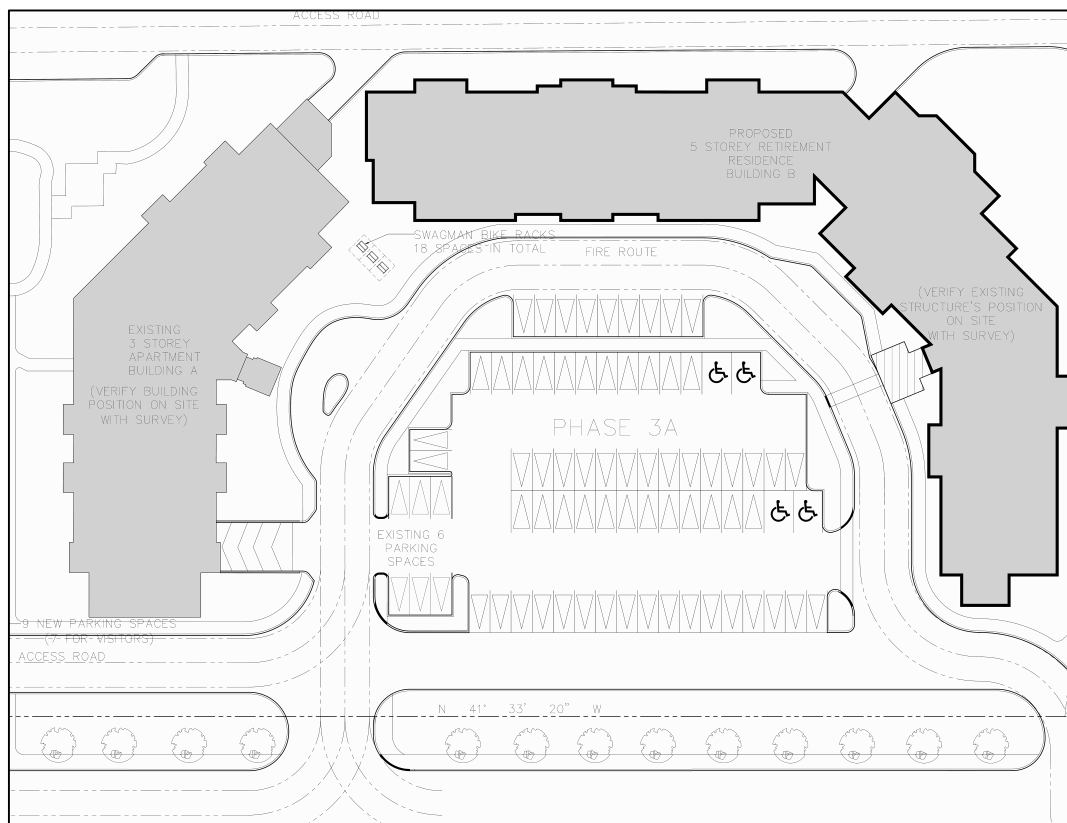 ACCESS ROAD
PROPOSED
5 STOREY RETIREMENT
RESIDENCE
BUILDING B
SWAGMAN BIKE RACKS
18 SPACES IN TOTAL
FIRE ROUTE
(VERIFY EXISTING
STRUCTURE'S POSITION
ON SITE
WITH SURVEY)
EXISTING
3 STOREY
APARTMENT
BUILDING A
(VERIFY BUILDING
POSITION ON SITE
WITH SURVEY)
PHASE 3A
EXISTING 6
PARKING
SPACES
9 NEW PARKING SPACES
(7 FOR VISITORS)
ACCESS ROAD
N 41° 33' 20" W